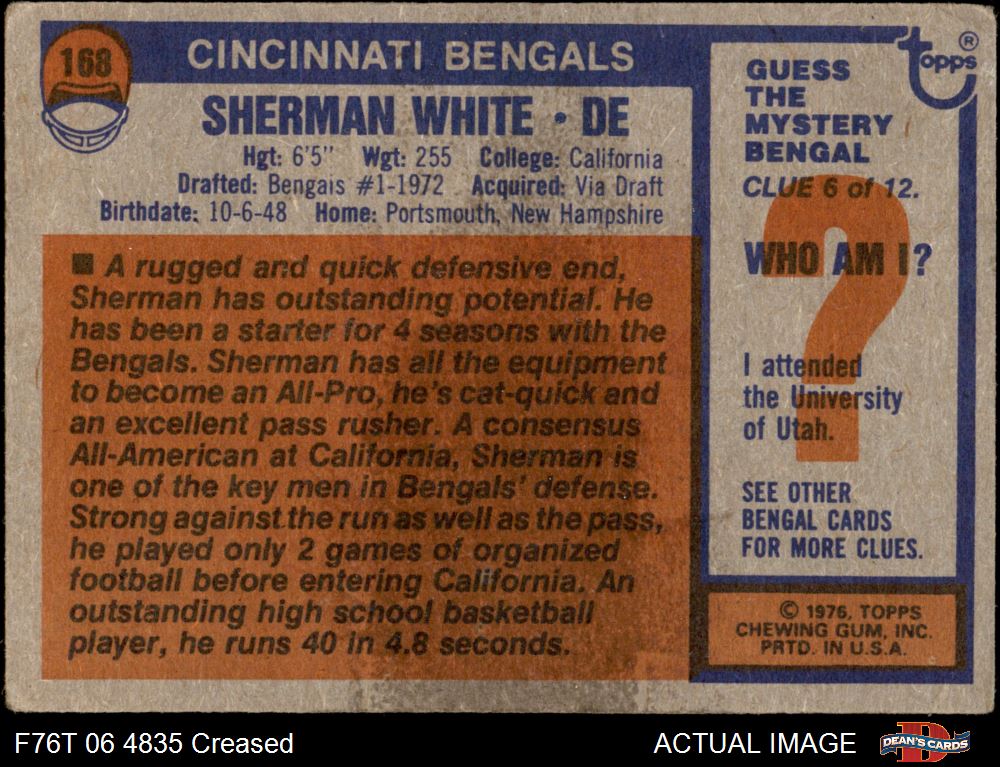 168
CINCINNATI BENGALS
SHERMAN WHITE • DE
Hgt: 6'5" Wgt: 255 College: California
Drafted: Bengals #1-1972 Acquired: Via Draft
Birthdate: 10-6-48 Home: Portsmouth, New Hampshire
■ A rugged and quick defensive end,
Sherman has outstanding potential. He
has been a starter for 4 seasons with the
Bengals. Sherman has all the equipment
to become an All-Pro, he's cat-quick and
an excellent pass rusher. A consensus
All-American at California, Sherman is
one of the key men in Bengals' defense.
Strong against the run as well as the pass,
he played only 2 games of organized
football before entering California. An
outstanding high school basketball
player, he runs 40 in 4.8 seconds.
topps ®
GUESS
THE
MYSTERY
BENGAL
CLUE 6 of 12.
WHO AM I?
?
I attended
the University
of Utah.
SEE OTHER
BENGAL CARDS
FOR MORE CLUES.
© 1976, TOPPS
CHEWING GUM, INC.
PRTD. IN U.S.A.
F76T 06 4835 Creased
ACTUAL IMAGE
D
DEAN'S CARDS